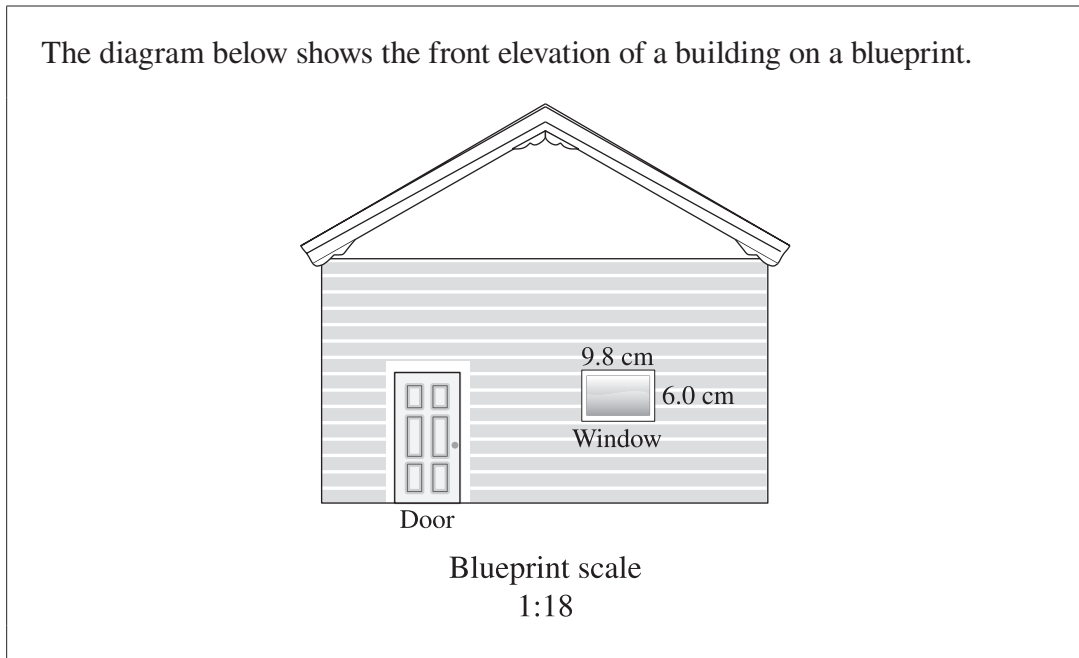 The diagram below shows the front elevation of a building on a blueprint.
9.8 cm
6.0 cm
Window
Door
Blueprint scale
1:18